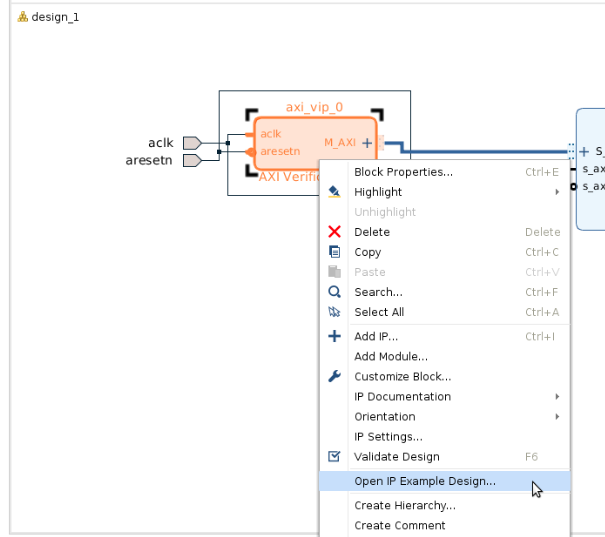 design_1
axi_vip_0
aclk
aresetn
aclk
aresetn
M_AXI
AXI Verific
S_
s_ax
s_ax
Block Properties... Ctrl+E
Highlight
Unhighlight
Delete Delete
Copy Ctrl+C
Paste Ctrl+V
Search... Ctrl+F
Select All Ctrl+A
Add IP... Ctrl+I
Add Module...
Customize Block...
IP Documentation
Orientation
IP Settings...
Validate Design F6
Open IP Example Design...
Create Hierarchy...
Create Comment